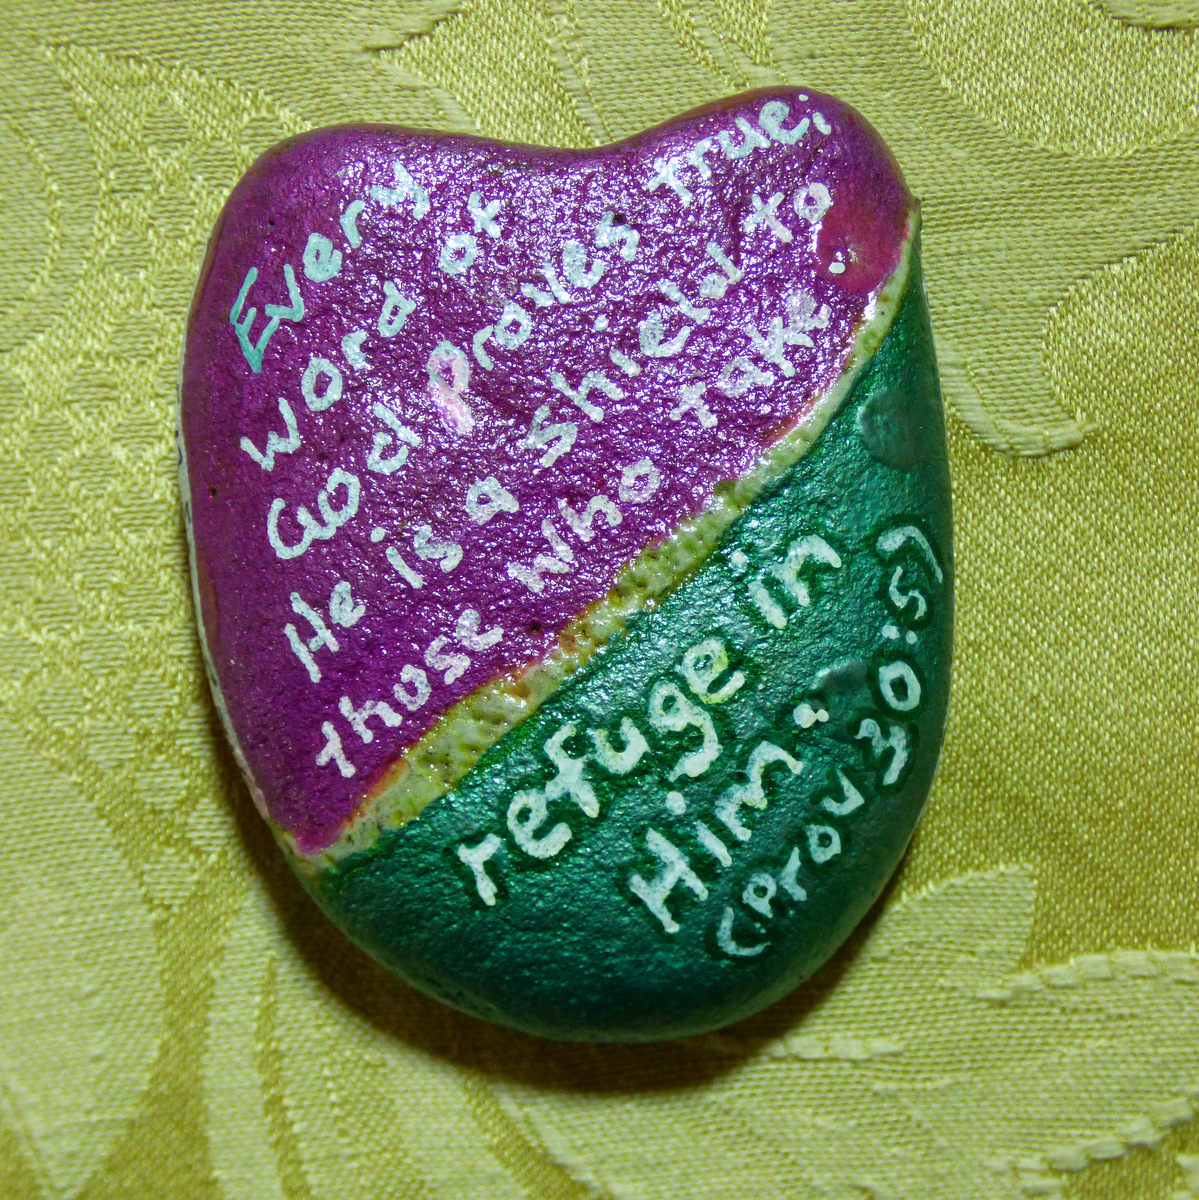 Every
word of
God proves true;
He is a shield to
those who take
refuge in
Him.
(Prov 30:5)